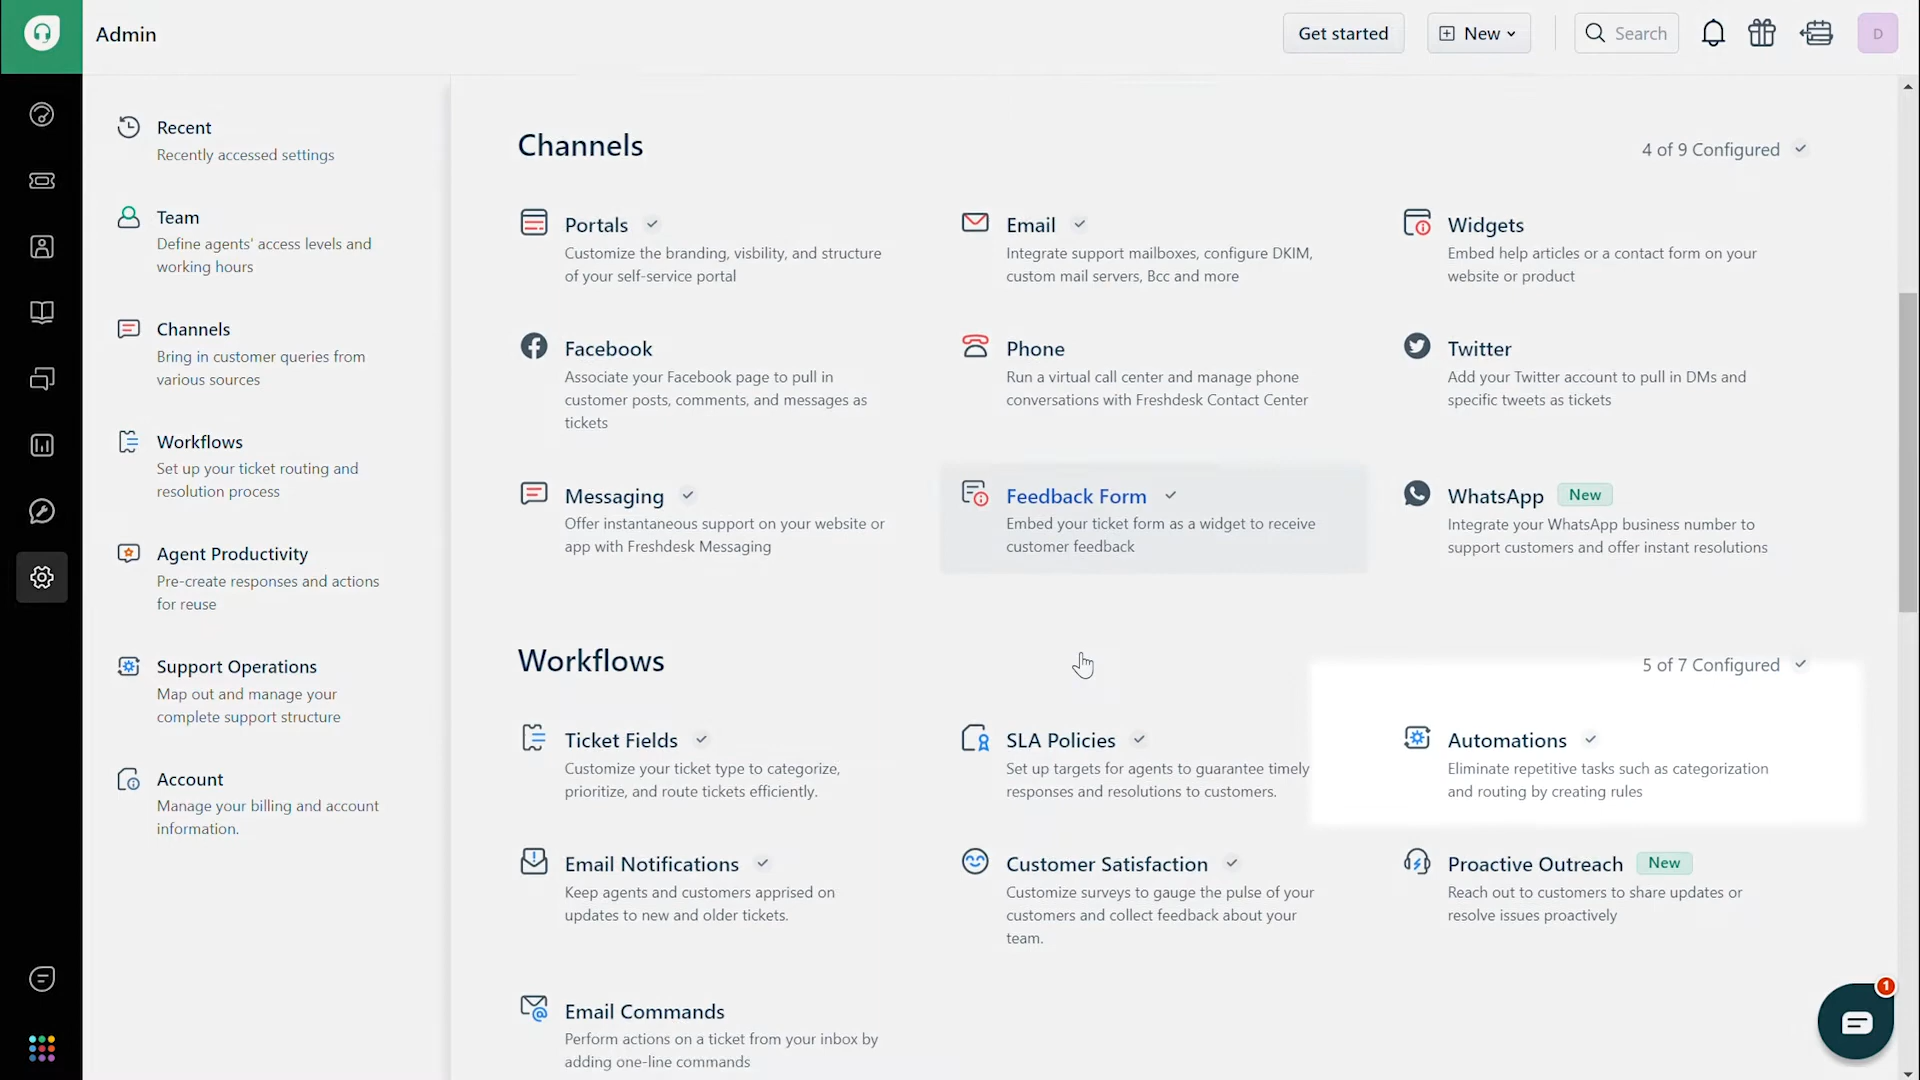 Admin
Get started
New
Search
D
Recent
Recently accessed settings
Team
Define agents' access levels and
working hours
Channels
Bring in customer queries from
various sources
Workflows
Set up your ticket routing and
resolution process
Agent Productivity
Pre-create responses and actions
for reuse
Support Operations
Map out and manage your
complete support structure
Account
Manage your billing and account
information.
Channels
4 of 9 Configured
Portals
Customize the branding, visbility, and structure
of your self-service portal
Email
Integrate support mailboxes, configure DKIM,
custom mail servers, Bcc and more
Widgets
Embed help articles or a contact form on your
website or product
Facebook
Associate your Facebook page to pull in
customer posts, comments, and messages as
tickets
Phone
Run a virtual call center and manage phone
conversations with Freshdesk Contact Center
Twitter
Add your Twitter account to pull in DMs and
specific tweets as tickets
Messaging
Offer instantaneous support on your website or
app with Freshdesk Messaging
Feedback Form
Embed your ticket form as a widget to receive
customer feedback
WhatsApp New
Integrate your WhatsApp business number to
support customers and offer instant resolutions
Workflows
5 of 7 Configured
Ticket Fields
Customize your ticket type to categorize,
prioritize, and route tickets efficiently.
SLA Policies
Set up targets for agents to guarantee timely
responses and resolutions to customers.
Automations
Eliminate repetitive tasks such as categorization
and routing by creating rules
Email Notifications
Keep agents and customers apprised on
updates to new and older tickets.
Customer Satisfaction
Customize surveys to gauge the pulse of your
customers and collect feedback about your
team.
Proactive Outreach New
Reach out to customers to share updates or
resolve issues proactively
Email Commands
Perform actions on a ticket from your inbox by
adding one-line commands
1